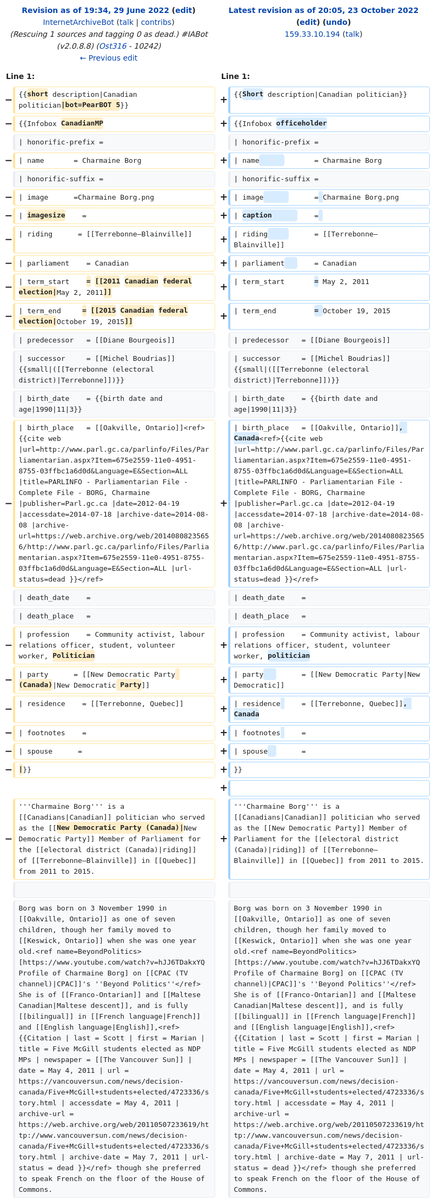 Revision as of 19:34, 29 June 2022 (edit)
InternetArchiveBot (talk | contribs)
(Rescuing 1 sources and tagging 0 as dead.) #IABot
(v2.0.8.8) (Ost316 - 10242)
← Previous edit
Latest revision as of 20:05, 23 October 2022
(edit) (undo)
159.33.10.194 (talk)
Line 1:
Line 1:
− {{short description|Canadian
politician|bot=PearBOT 5}}
+ {{Short description|Canadian politician}}
− {{Infobox CanadianMP
+ {{Infobox officeholder
| honorific-prefix =
| honorific-prefix =
− | name = Charmaine Borg
+ | name = Charmaine Borg
| honorific-suffix =
| honorific-suffix =
− | image =Charmaine Borg.png
+ | image = Charmaine Borg.png
− | imagesize =
+ | caption =
− | riding = [[Terrebonne—Blainville]]
+ | riding = [[Terrebonne—
Blainville]]
− | parliament = Canadian
+ | parliament = Canadian
− | term_start = [[2011 Canadian federal
election|May 2, 2011]]
+ | term_start = May 2, 2011
− | term_end = [[2015 Canadian federal
election|October 19, 2015]]
+ | term_end = October 19, 2015
| predecessor = [[Diane Bourgeois]]
| predecessor = [[Diane Bourgeois]]
| successor = [[Michel Boudrias]]
{{small|([[Terrebonne (electoral
district)|Terrebonne]])}}
| successor = [[Michel Boudrias]]
{{small|([[Terrebonne (electoral
district)|Terrebonne]])}}
| birth_date = {{birth date and
age|1990|11|3}}
| birth_date = {{birth date and
age|1990|11|3}}
− | birth_place = [[Oakville, Ontario]]<ref>
{{cite web
|url=http://www.parl.gc.ca/parlinfo/Files/Par
liamentarian.aspx?Item=675e2559-11e0-4951-
8755-03ffbc1a6d0d&Language=E&Section=ALL
|title=PARLINFO - Parliamentarian File -
Complete File - BORG, Charmaine
|publisher=Parl.gc.ca |date=2012-04-19
|accessdate=2014-07-18 |archive-date=2014-08-
08 |archive-
url=https://web.archive.org/web/2014080823565
6/http://www.parl.gc.ca/parlinfo/Files/Parlia
mentarian.aspx?Item=675e2559-11e0-4951-8755-
03ffbc1a6d0d&Language=E&Section=ALL |url-
status=dead }}</ref>
+ | birth_place = [[Oakville, Ontario]],
Canada<ref>{{cite web
|url=http://www.parl.gc.ca/parlinfo/Files/Par
liamentarian.aspx?Item=675e2559-11e0-4951-
8755-03ffbc1a6d0d&Language=E&Section=ALL
|title=PARLINFO - Parliamentarian File -
Complete File - BORG, Charmaine
|publisher=Parl.gc.ca |date=2012-04-19
|accessdate=2014-07-18 |archive-date=2014-08-
08 |archive-
url=https://web.archive.org/web/2014080823565
6/http://www.parl.gc.ca/parlinfo/Files/Parlia
mentarian.aspx?Item=675e2559-11e0-4951-8755-
03ffbc1a6d0d&Language=E&Section=ALL |url-
status=dead }}</ref>
| death_date =
| death_date =
| death_place =
| death_place =
− | profession = Community activist, labour
relations officer, student, volunteer
worker, Politician
+ | profession = Community activist, labour
relations officer, student, volunteer
worker, politician
− | party = [[New Democratic Party
(Canada)|New Democratic Party]]
+ | party = [[New Democratic Party|New
Democratic]]
− | residence = [[Terrebonne, Quebec]]
+ | residence = [[Terrebonne, Quebec]],
Canada
− | footnotes =
+ | footnotes =
− | spouse =
+ | spouse =
− |}}
+ }}
+
− '''Charmaine Borg''' is a
[[Canadians|Canadian]] politician who served
as the [[New Democratic Party (Canada)|New
Democratic Party]] Member of Parliament for
the [[electoral district (Canada)|riding]]
of [[Terrebonne—Blainville]] in [[Quebec]]
from 2011 to 2015.
+ '''Charmaine Borg''' is a
[[Canadians|Canadian]] politician who served
as the [[New Democratic Party]] Member of
Parliament for the [[electoral district
(Canada)|riding]] of [[Terrebonne—
Blainville]] in [[Quebec]] from 2011 to 2015.
Borg was born on 3 November 1990 in
[[Oakville, Ontario]] as one of seven
children, though her family moved to
[[Keswick, Ontario]] when she was one year
old.<ref name=BeyondPolitics>
[https://www.youtube.com/watch?v=hJJ6TDakxYQ
Profile of Charmaine Borg] on [[CPAC (TV
channel)|CPAC]]'s ''Beyond Politics''</ref>
She is of [[Franco-Ontarian]] and [[Maltese
Canadian|Maltese descent]], and is fully
[[bilingual]] in [[French language|French]]
and [[English language|English]],<ref>
{{Citation | last = Scott | first = Marian |
title = Five McGill students elected as NDP
MPs | newspaper = [[The Vancouver Sun]] |
date = May 4, 2011 | url =
https://vancouversun.com/news/decision-
canada/Five+McGill+students+elected/4723336/s
tory.html | accessdate = May 4, 2011 |
archive-url =
https://web.archive.org/web/20110507233619/ht
tp://www.vancouversun.com/news/decision-
canada/Five+McGill+students+elected/4723336/s
tory.html | archive-date = May 7, 2011 | url-
status = dead }}</ref> though she preferred
to speak French on the floor of the House of
Commons.
Borg was born on 3 November 1990 in
[[Oakville, Ontario]] as one of seven
children, though her family moved to
[[Keswick, Ontario]] when she was one year
old.<ref name=BeyondPolitics>
[https://www.youtube.com/watch?v=hJJ6TDakxYQ
Profile of Charmaine Borg] on [[CPAC (TV
channel)|CPAC]]'s ''Beyond Politics''</ref>
She is of [[Franco-Ontarian]] and [[Maltese
Canadian|Maltese descent]], and is fully
[[bilingual]] in [[French language|French]]
and [[English language|English]],<ref>
{{Citation | last = Scott | first = Marian |
title = Five McGill students elected as NDP
MPs | newspaper = [[The Vancouver Sun]] |
date = May 4, 2011 | url =
https://vancouversun.com/news/decision-
canada/Five+McGill+students+elected/4723336/s
tory.html | accessdate = May 4, 2011 |
archive-url =
https://web.archive.org/web/20110507233619/ht
tp://www.vancouversun.com/news/decision-
canada/Five+McGill+students+elected/4723336/s
tory.html | archive-date = May 7, 2011 | url-
status = dead }}</ref> though she preferred
to speak French on the floor of the House of
Commons.